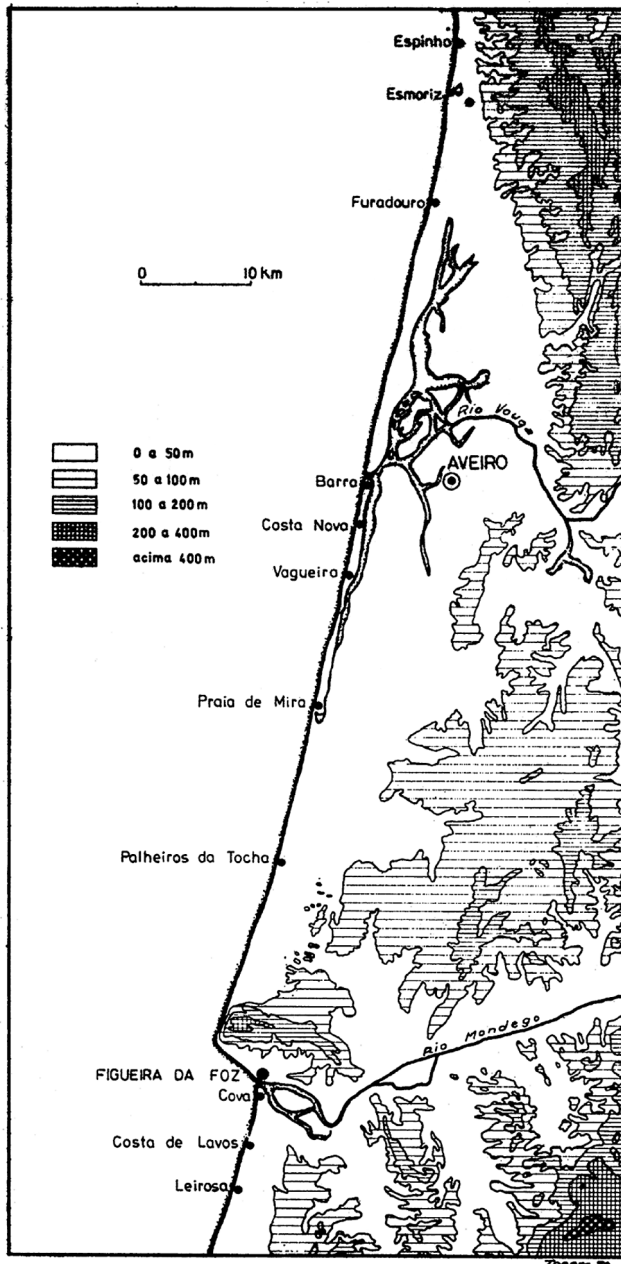 Espinho
Esmoriz
Furadouro
0 10 Km
Rio Vouga
0 a 50m
50 a 100m
100 a 200m
200 a 400m
acima 400m
AVEIRO
Barra
Costa Nova
Vagueira
Praia de Mira
Palheiros da Tocha
Rio Mondego
FIGUEIRA DA FOZ
Cova
Costa de Lavos
Leirosa